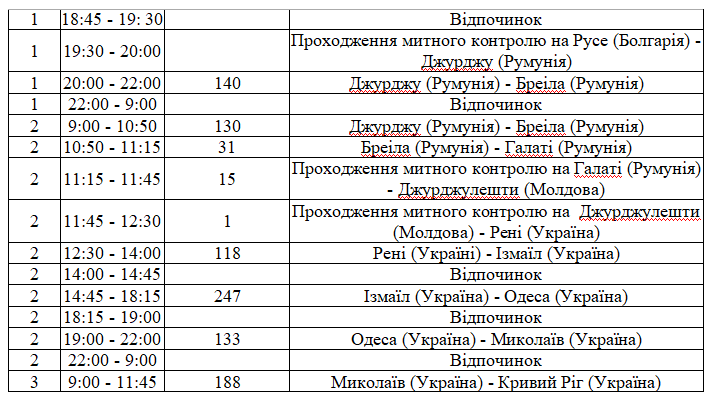 1 18:45 - 19: 30 Відпочинок
1 19:30 - 20:00 Проходження митного контролю на Русе (Болгарія) -
Джурджу (Румунія)
1 20:00 - 22:00 140 Джурджу (Румунія) - Бреіла (Румунія)
1 22:00 - 9:00 Відпочинок
2 9:00 - 10:50 130 Джурджу (Румунія) - Бреіла (Румунія)
2 10:50 - 11:15 31 Бреіла (Румунія) - Галаті (Румунія)
2 11:15 - 11:45 15 Проходження митного контролю на Галаті (Румунія)
- Джурджулешти (Молдова)
2 11:45 - 12:30 1 Проходження митного контролю на Джурджулешти
(Молдова) - Рені (Україна)
2 12:30 - 14:00 118 Рені (Україні) - Ізмаїл (Україна)
2 14:00 - 14:45 Відпочинок
2 14:45 - 18:15 247 Ізмаїл (Україна) - Одеса (Україна)
2 18:15 - 19:00 Відпочинок
2 19:00 - 22:00 133 Одеса (Україна) - Миколаїв (Україна)
2 22:00 - 9:00 Відпочинок
3 9:00 - 11:45 188 Миколаїв (Україна) - Кривий Ріг (Україна)